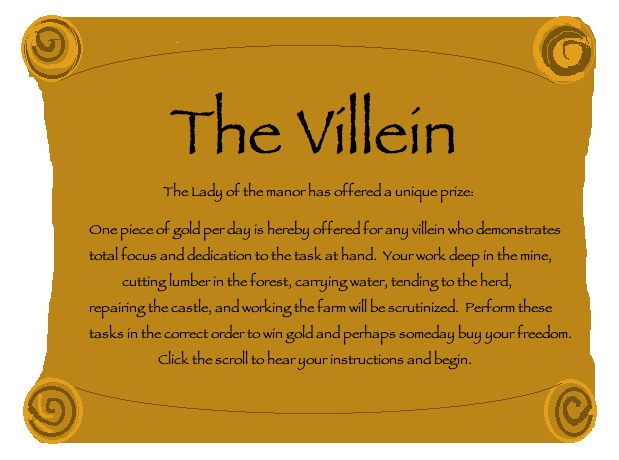 The Villein
The Lady of the manor has offered a unique prize:
One piece of gold per day is hereby offered for any villein who demonstrates
total focus and dedication to the task at hand. Your work deep in the mine,
cutting lumber in the forest, carrying water, tending to the herd,
repairing the castle, and working the farm will be scrutinized. Perform these
tasks in the correct order to win gold and perhaps someday buy your freedom.
Click the scroll to hear your instructions and begin.